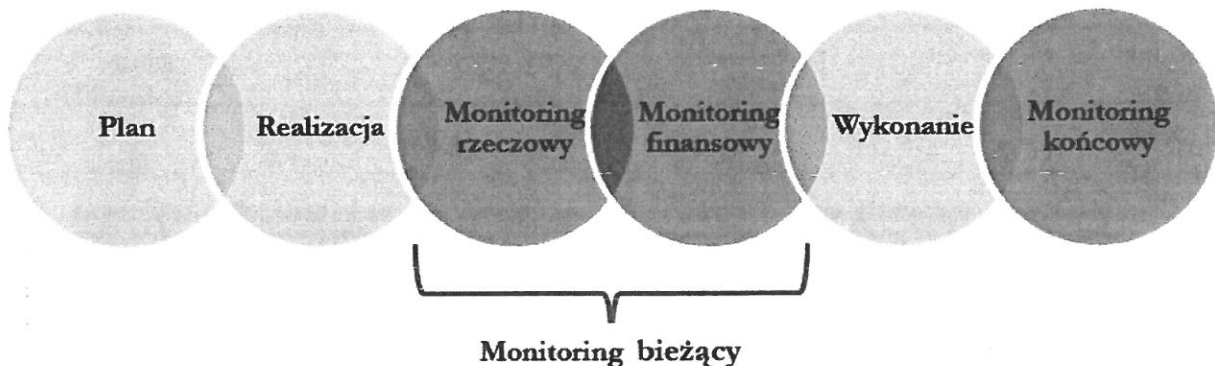 Plan
Realizacja
Monitoring
rzeczowy
Monitoring
finansowy
Wykonanie
Monitoring
końcowy
Monitoring bieżący